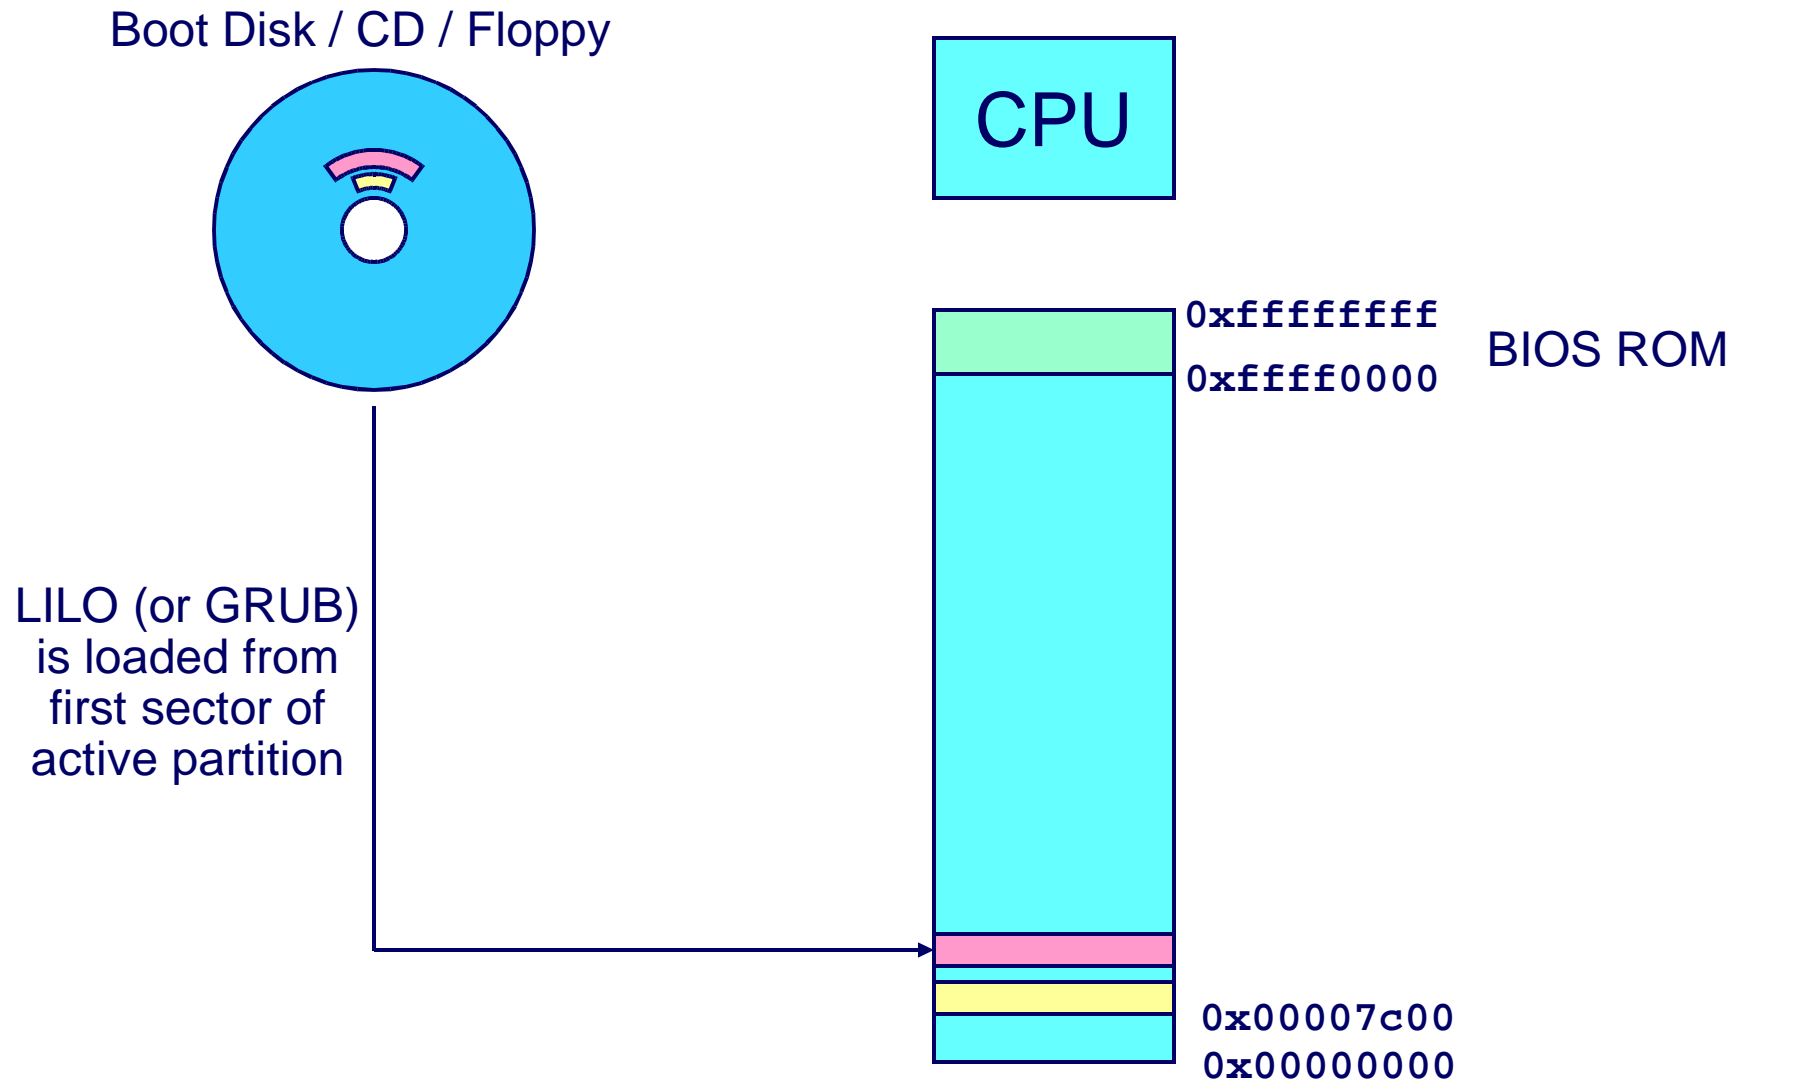 Boot Disk / CD / Floppy
CPU
0xffffffff
BIOS ROM
0xffff0000
LILO (or GRUB)
is loaded from
first sector of
active partition
0x00007c00
0x00000000